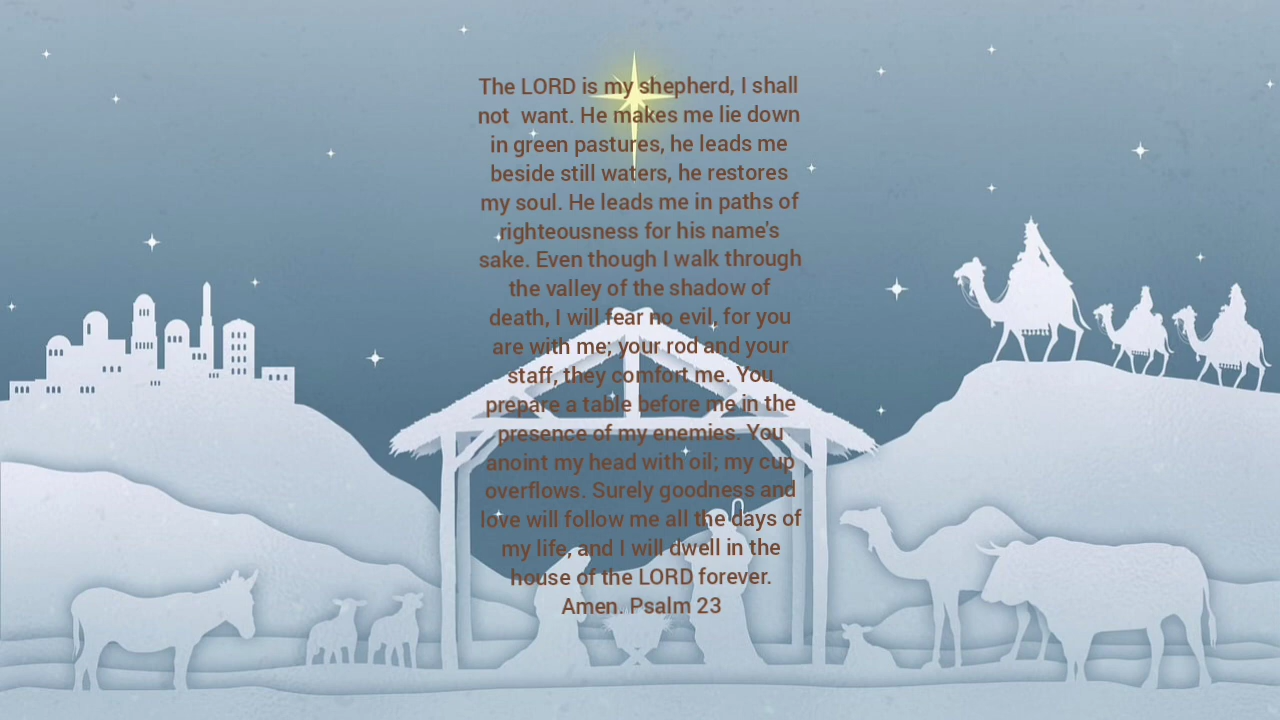 The LORD is my shepherd, I shall
not  want. He makes me lie down
in green pastures, he leads me
beside still waters, he restores
my soul. He leads me in paths of
righteousness for his name's
sake. Even though I walk through
the valley of the shadow of
death, I will fear no evil, for you
are with me; your rod and your
staff, they comfort me. You
prepare a table before me in the
presence of my enemies. You
anoint my head with oil; my cup
overflows. Surely goodness and
love will follow me all the days of
my life, and I will dwell in the
house of the LORD forever.
Amen. Psalm 23